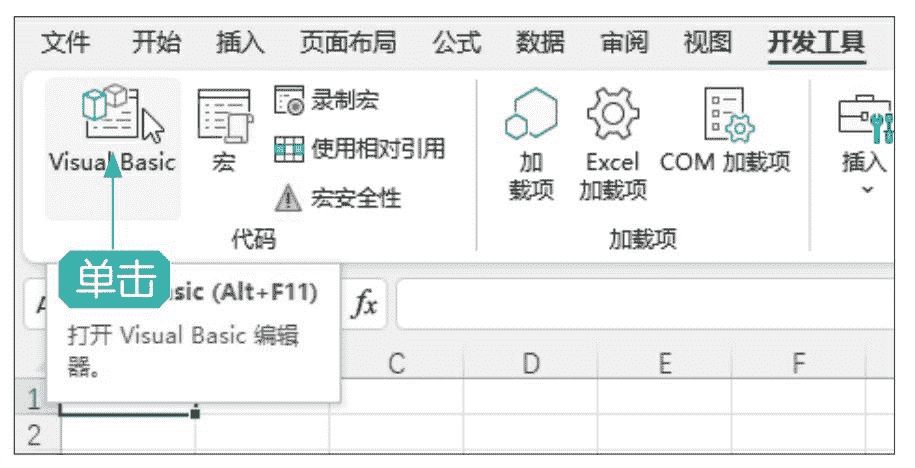 文件 开始 插入 页面布局 公式 数据 审阅 视图 开发工具
Visual Basic
宏
录制宏
使用相对引用
宏安全性
代码
加
载项
Excel
加载项
COM 加载项
加载项
插入
单击
sic (Alt+F11)
打开 Visual Basic 编辑
器。
fx
C D E F
1
2